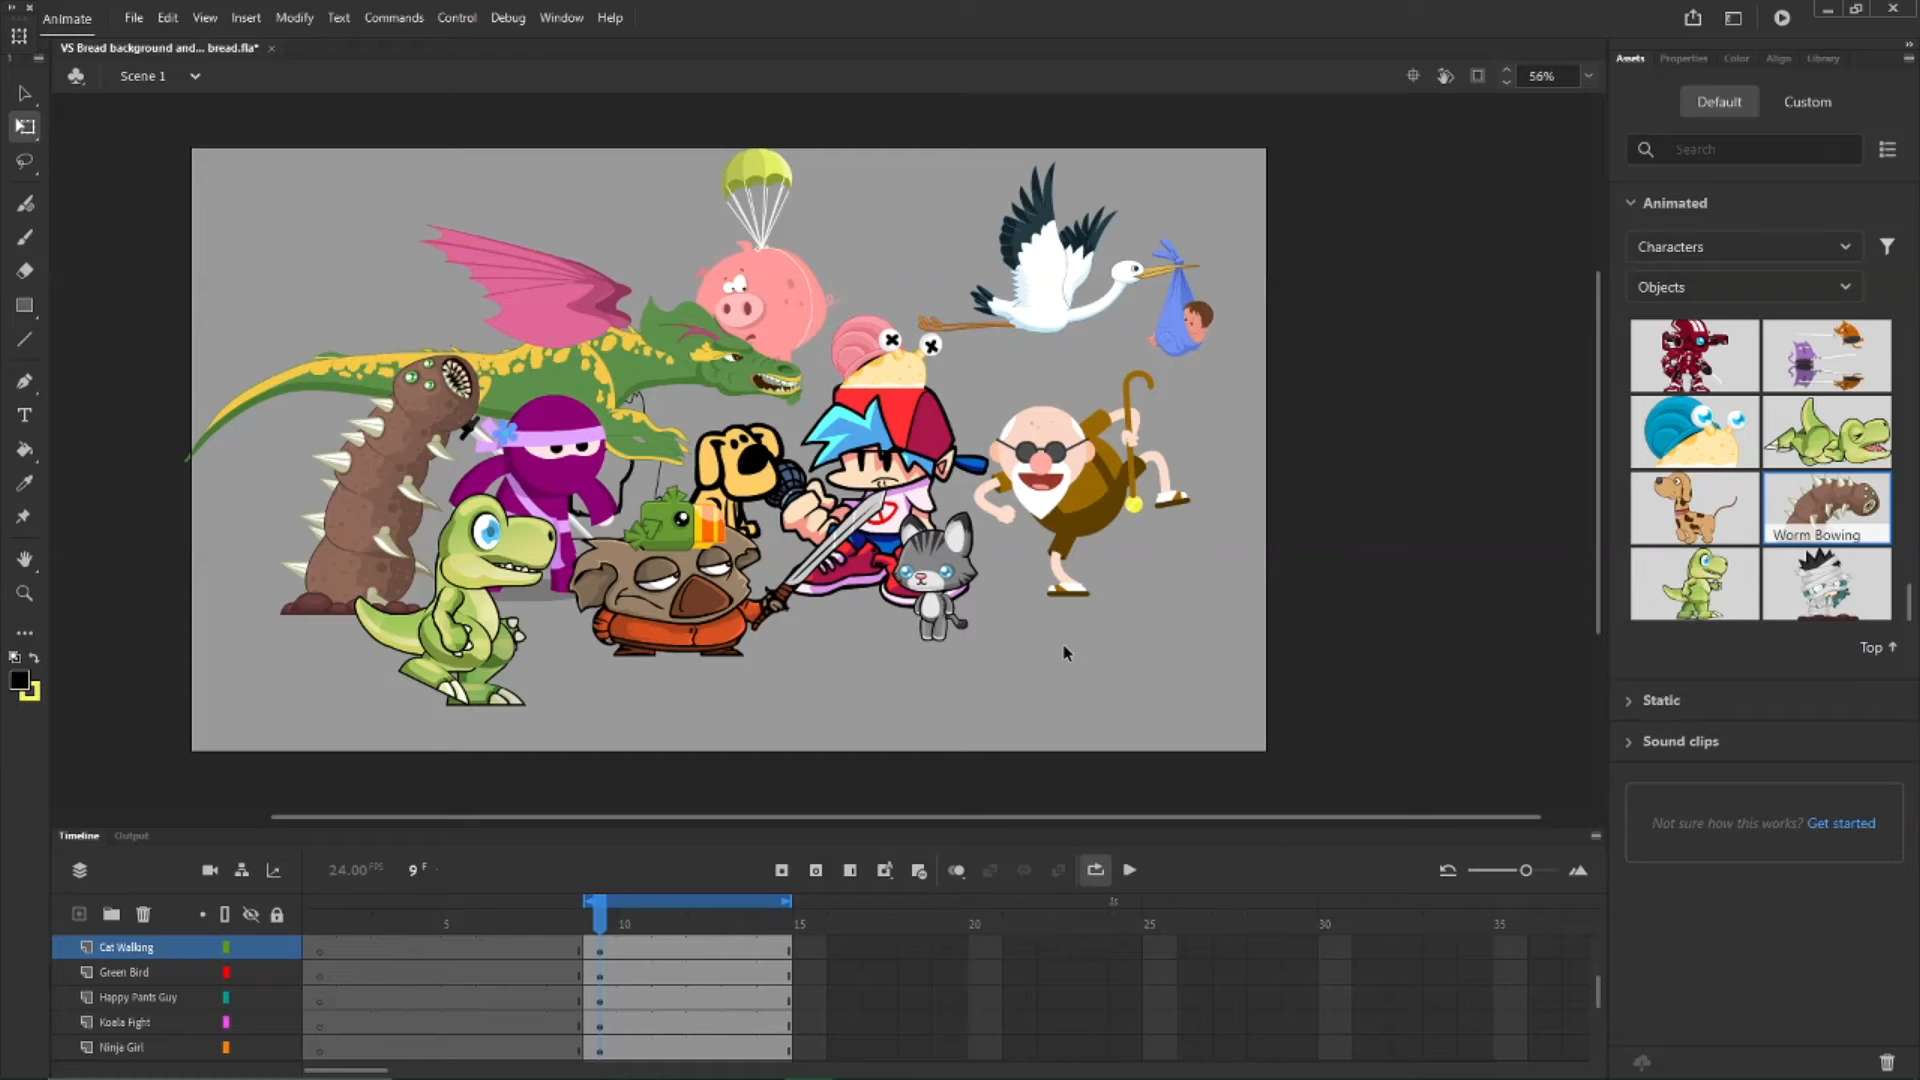 Animate File Edit View Insert Modify Text Commands Control Debug Window Help
VS Bread background and... bread.fla*
Scene 1
56%
Assets Properties Color Align Library
Default Custom
Search
Animated
Characters
Objects
Worm Bowing
Top
Static
Sound clips
Not sure how this works? Get started
Timeline Output
24.00 FPS 9 F
5 10 15 1s 20 25 30 35
Cat Walking
Green Bird
Happy Pants Guy
Koala Fight
Ninja Girl